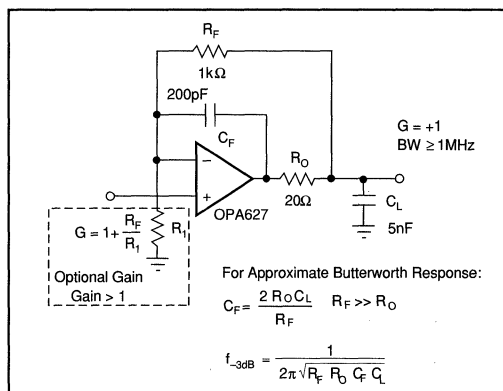 R_F
1kΩ
200pF
C_F
G = +1
BW ≥ 1MHz
R_O
−
+
OPA627
20Ω
C_L
5nF
G = 1 + R_F / R_1
R_1
Optional Gain
Gain > 1
For Approximate Butterworth Response:
C_F = 2 R_O C_L / R_F    R_F >> R_O
f_−3dB = 1 / 2π √ R_F R_O C_F C_L